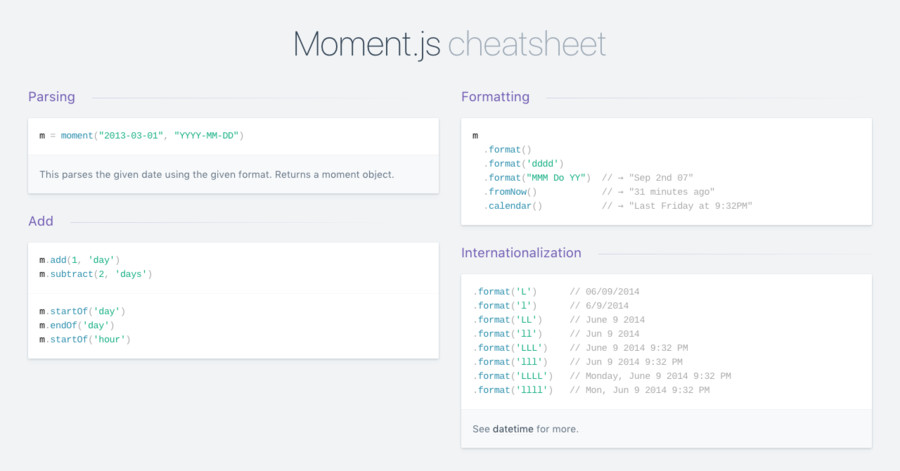 Moment.js cheatsheet
Parsing
m = moment("2013-03-01", "YYYY-MM-DD")
This parses the given date using the given format. Returns a moment object.
Add
m.add(1, 'day')
m.subtract(2, 'days')
m.startOf('day')
m.endOf('day')
m.startOf('hour')
Formatting
m
  .format()
  .format('dddd')
  .format("MMM Do YY")  // → "Sep 2nd 07"
  .fromNow()            // → "31 minutes ago"
  .calendar()           // → "Last Friday at 9:32PM"
Internationalization
.format('L')      // 06/09/2014
.format('l')      // 6/9/2014
.format('LL')     // June 9 2014
.format('ll')     // Jun 9 2014
.format('LLL')    // June 9 2014 9:32 PM
.format('lll')    // Jun 9 2014 9:32 PM
.format('LLLL')   // Monday, June 9 2014 9:32 PM
.format('llll')   // Mon, Jun 9 2014 9:32 PM
See datetime for more.